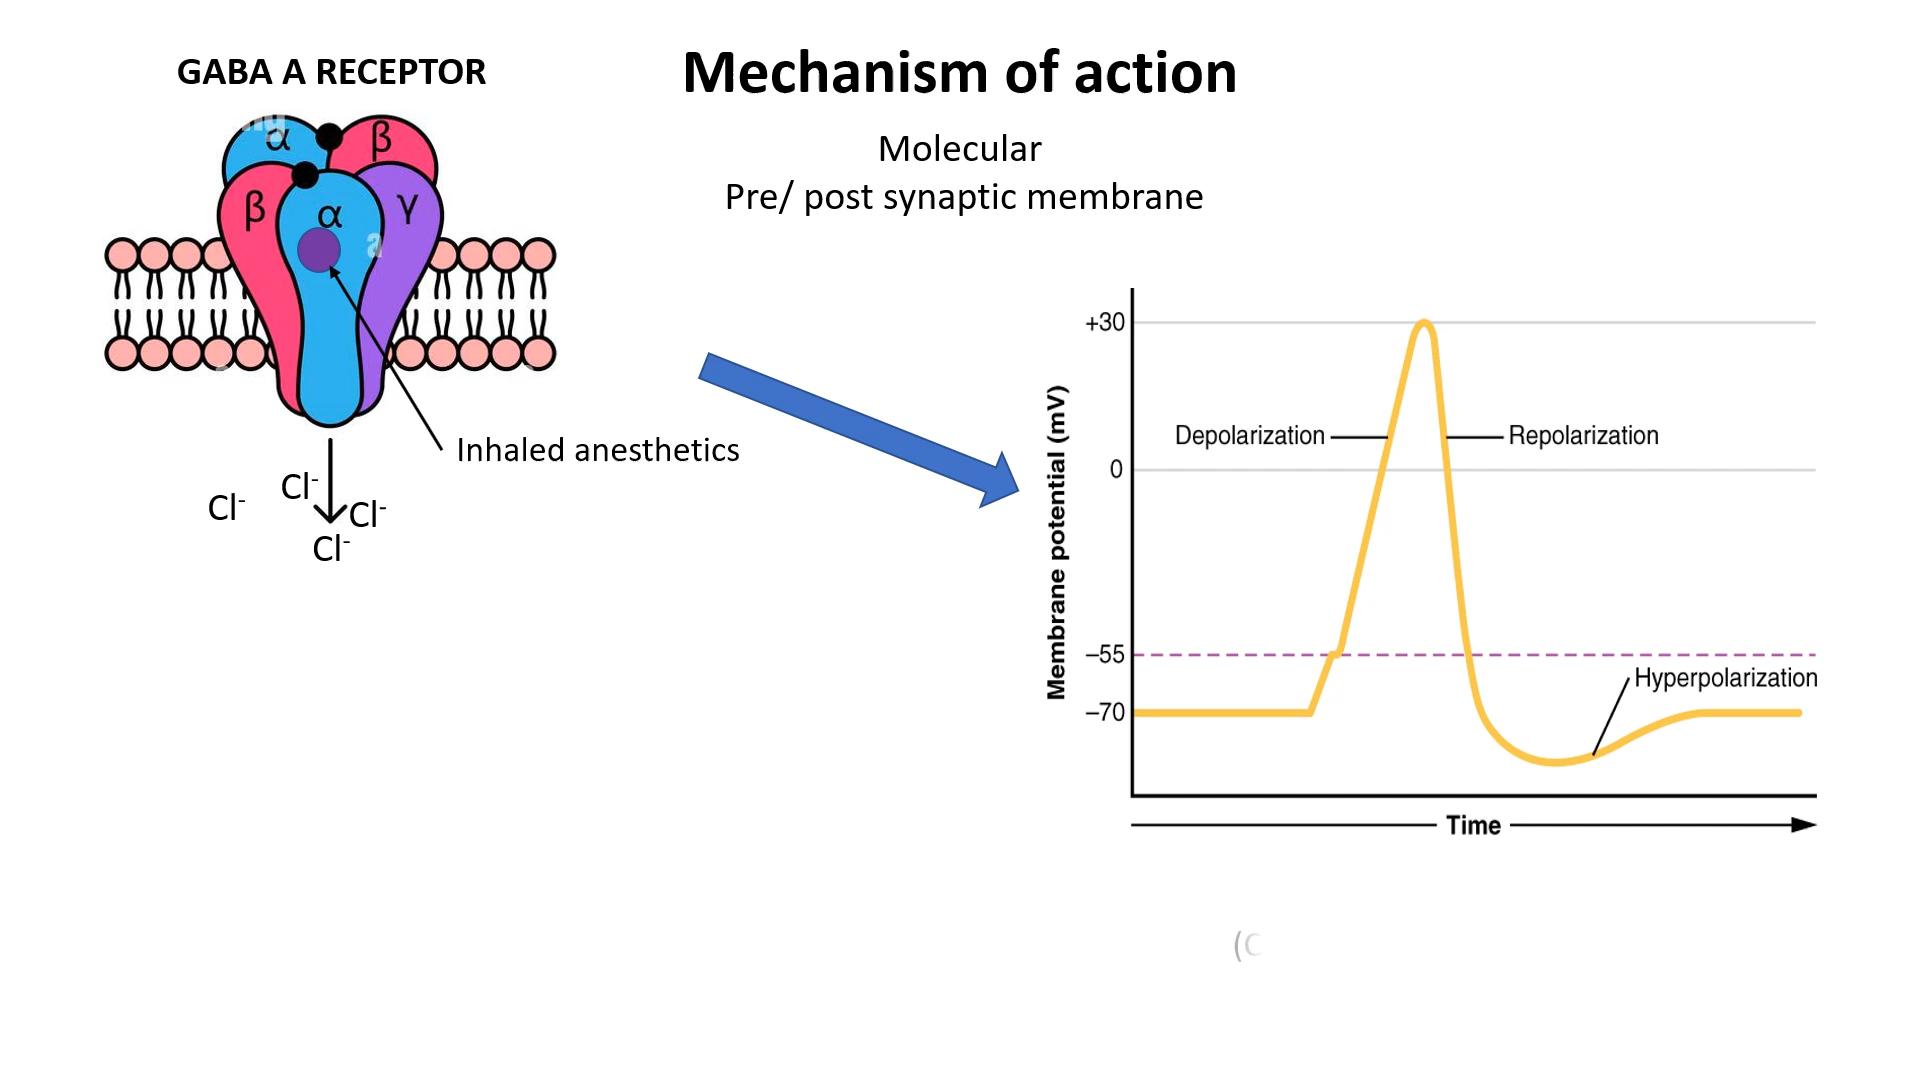 GABA A RECEPTOR
Mechanism of action
Molecular
Pre/ post synaptic membrane
α
β
β
α
γ
a
Inhaled anesthetics
Cl-
Cl-
Cl-
Cl-
Membrane potential (mV)
+30
0
–55
–70
Depolarization
Repolarization
Hyperpolarization
Time
(C